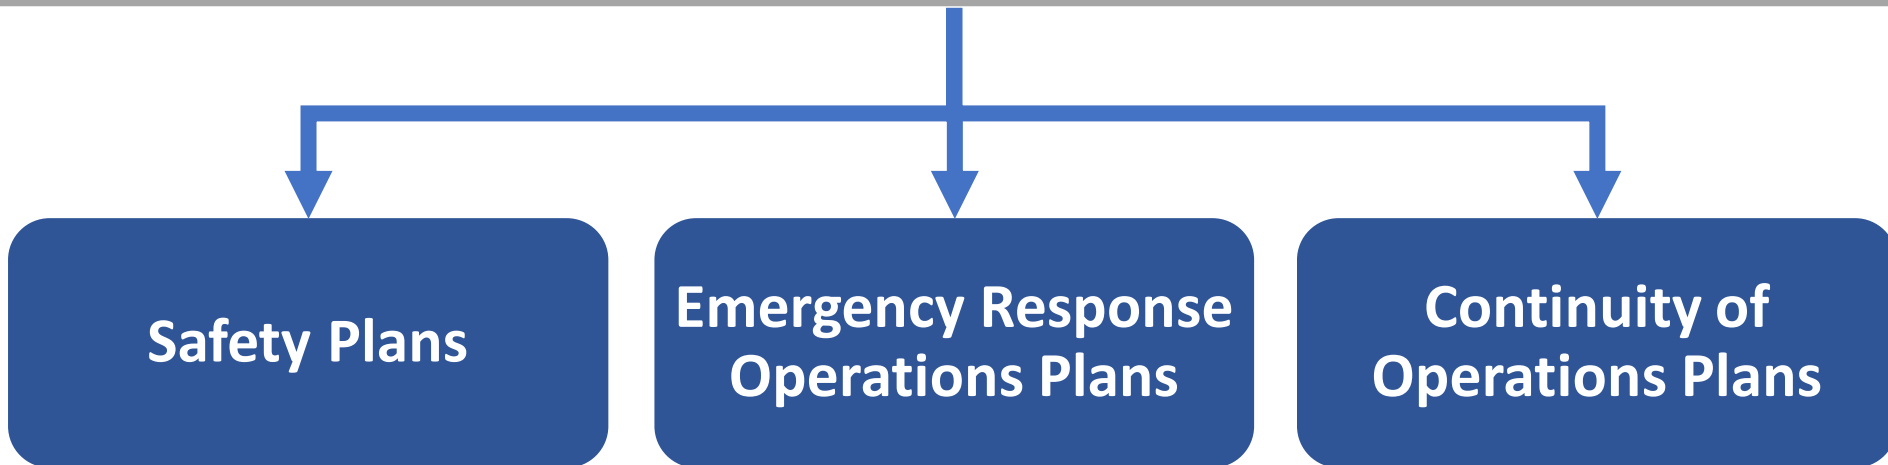 Safety Plans
Emergency Response
Operations Plans
Continuity of
Operations Plans